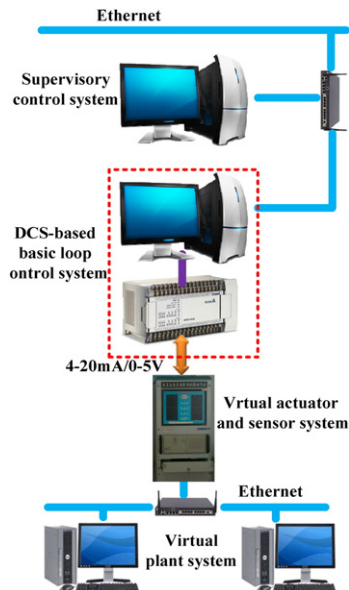 Ethernet
Supervisory
control system
DCS-based
basic loop
ontrol system
4-20mA/0-5V
Vrtual actuator
and sensor system
Ethernet
Virtual
plant system